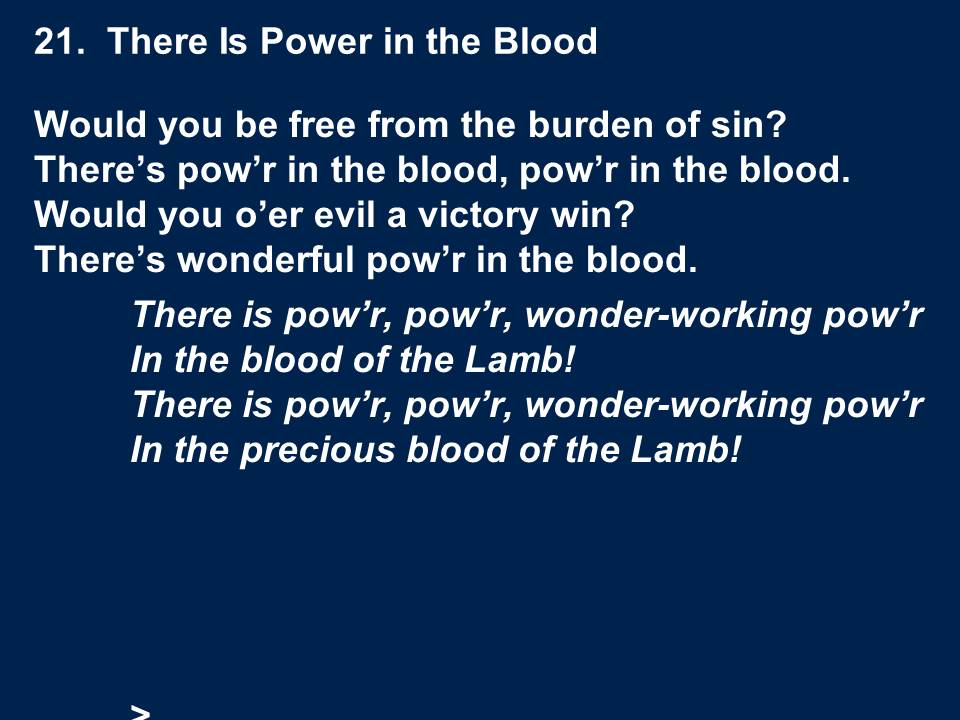 21.  There Is Power in the Blood
Would you be free from the burden of sin?
There’s pow’r in the blood, pow’r in the blood.
Would you o’er evil a victory win?
There’s wonderful pow’r in the blood.
There is pow’r, pow’r, wonder-working pow’r
In the blood of the Lamb!
There is pow’r, pow’r, wonder-working pow’r
In the precious blood of the Lamb!
>